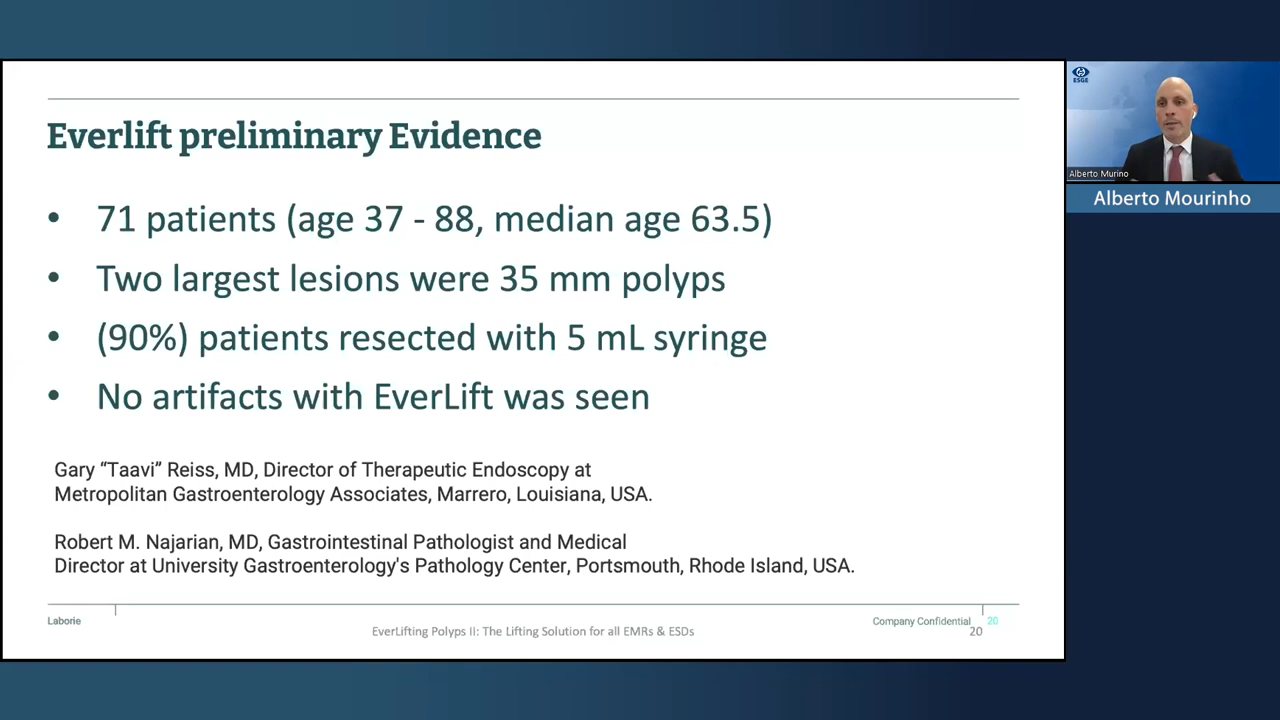 Everlift preliminary Evidence
• 71 patients (age 37 - 88, median age 63.5)
• Two largest lesions were 35 mm polyps
• (90%) patients resected with 5 mL syringe
• No artifacts with EverLift was seen
Gary “Taavi” Reiss, MD, Director of Therapeutic Endoscopy at
Metropolitan Gastroenterology Associates, Marrero, Louisiana, USA.
Robert M. Najarian, MD, Gastrointestinal Pathologist and Medical
Director at University Gastroenterology's Pathology Center, Portsmouth, Rhode Island, USA.
Laborie
EverLifting Polyps II: The Lifting Solution for all EMRs & ESDs
Company Confidential 20
20
ESGE
Alberto Murino
Alberto Mourinho